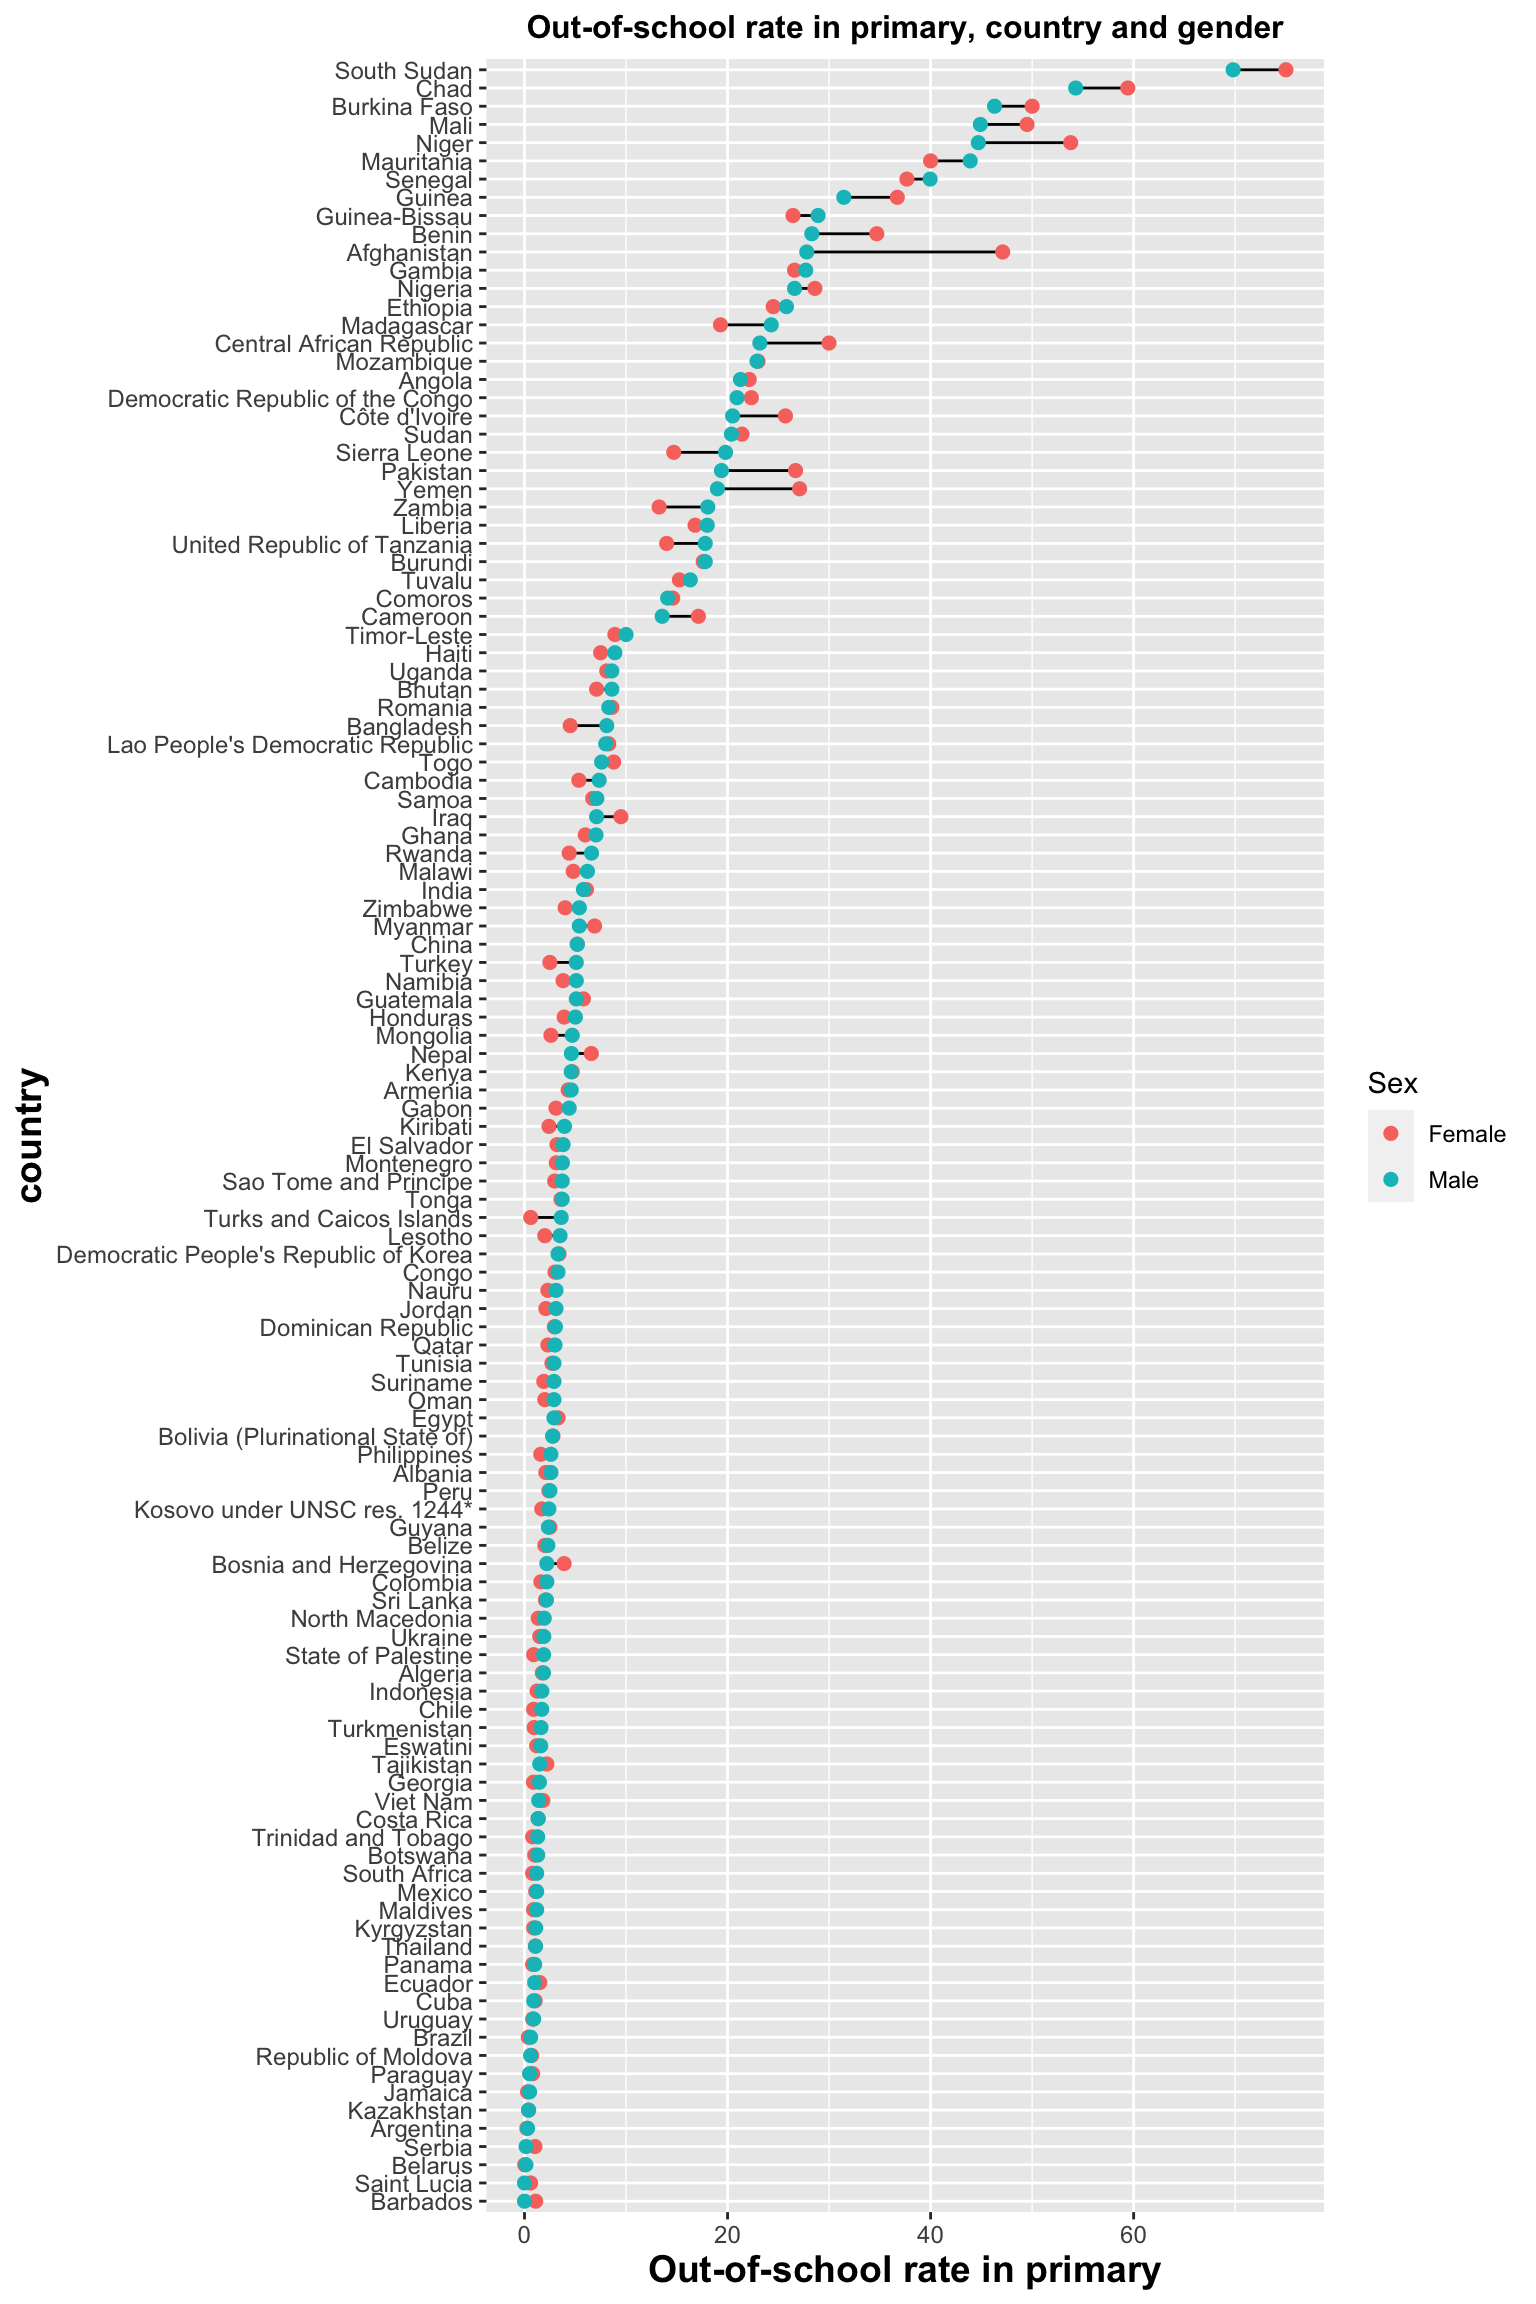 Out-of-school rate in primary, country and gender
South Sudan
Chad
Burkina Faso
Mali
Niger
Mauritania
Senegal
Guinea
Guinea-Bissau
Benin
Afghanistan
Gambia
Nigeria
Ethiopia
Madagascar
Central African Republic
Mozambique
Angola
Democratic Republic of the Congo
Côte d'Ivoire
Sudan
Sierra Leone
Pakistan
Yemen
Zambia
Liberia
United Republic of Tanzania
Burundi
Tuvalu
Comoros
Cameroon
Timor-Leste
Haiti
Uganda
Bhutan
Romania
Bangladesh
Lao People's Democratic Republic
Togo
Cambodia
Samoa
Iraq
Ghana
Rwanda
Malawi
India
Zimbabwe
Myanmar
China
Turkey
Namibia
Guatemala
Honduras
Mongolia
Nepal
Kenya
Armenia
Gabon
Kiribati
El Salvador
Montenegro
Sao Tome and Principe
Tonga
Turks and Caicos Islands
Lesotho
Democratic People's Republic of Korea
Congo
Nauru
Jordan
Dominican Republic
Qatar
Tunisia
Suriname
Oman
Egypt
Bolivia (Plurinational State of)
Philippines
Albania
Peru
Kosovo under UNSC res. 1244*
Guyana
Belize
Bosnia and Herzegovina
Colombia
Sri Lanka
North Macedonia
Ukraine
State of Palestine
Algeria
Indonesia
Chile
Turkmenistan
Eswatini
Tajikistan
Georgia
Viet Nam
Costa Rica
Trinidad and Tobago
Botswana
South Africa
Mexico
Maldives
Kyrgyzstan
Thailand
Panama
Ecuador
Cuba
Uruguay
Brazil
Republic of Moldova
Paraguay
Jamaica
Kazakhstan
Argentina
Serbia
Belarus
Saint Lucia
Barbados
country
0 20 40 60
Out-of-school rate in primary
Sex
Female
Male